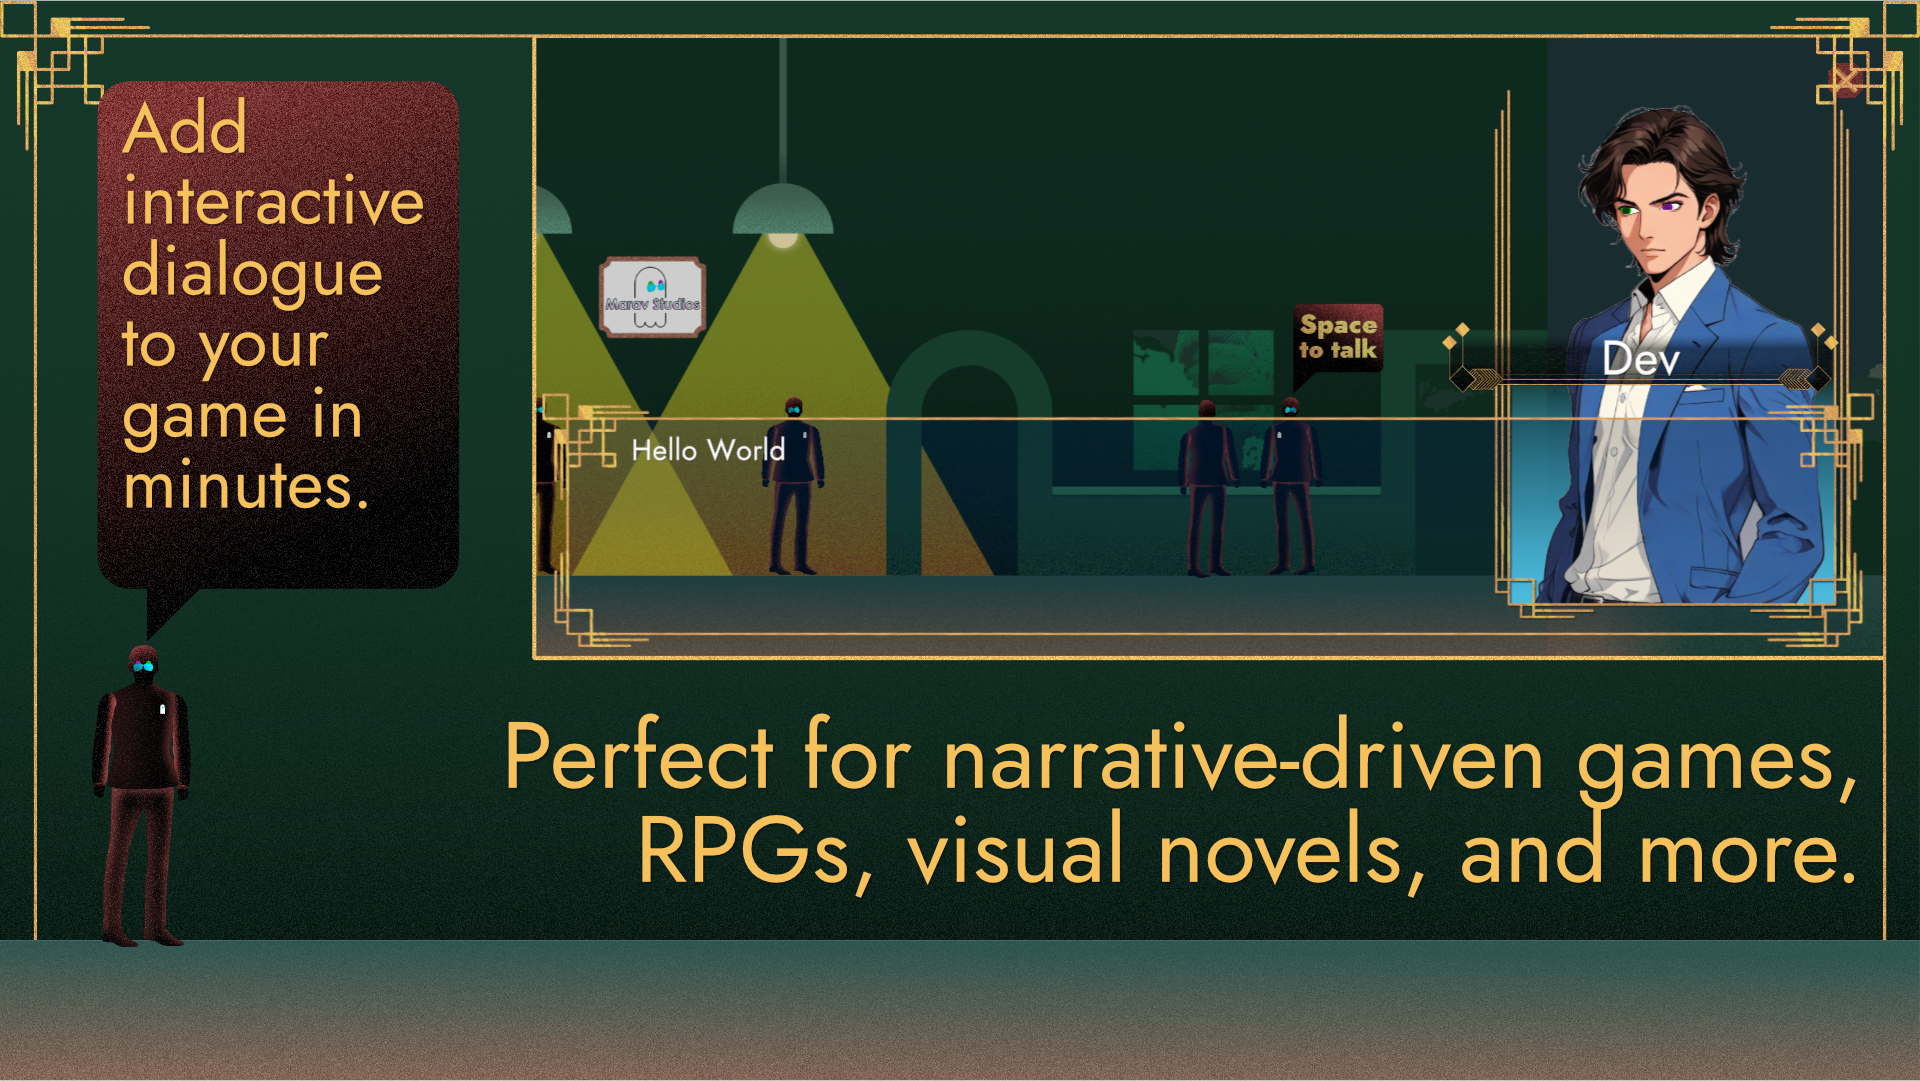 Add
interactive
dialogue
to your
game in
minutes.
Marav Studios
Space
to talk
Dev
Hello World
Perfect for narrative-driven games,
RPGs, visual novels, and more.